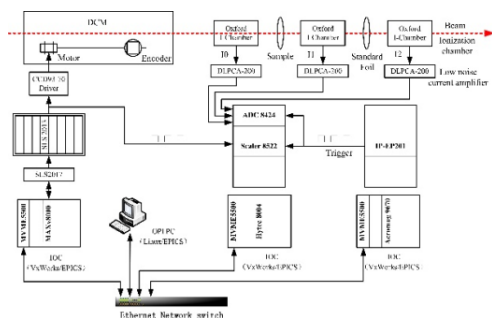 DCM
Motor
Encoder
Driver
Oxford
I-Chamber
Oxford
I-Chamber
Oxford
I-Chamber
Beam
Ionization
chamber
I0
Sample
I1
Standard
Foil
I2
DLPCA-200
DLPCA-200
DLPCA-200
Low noise
current amplifier
ADC 8424
Scaler 8522
Trigger
IP-EP201
MVME5500
MAXv8000
OPI PC
(Linux/EPICS)
MVME5500
Hytec 8004
MVME5500
IOC
(VxWorks/EPICS)
IOC
(VxWorks/EPICS)
IOC
(VxWorks/EPICS)
Ethernet Network switch